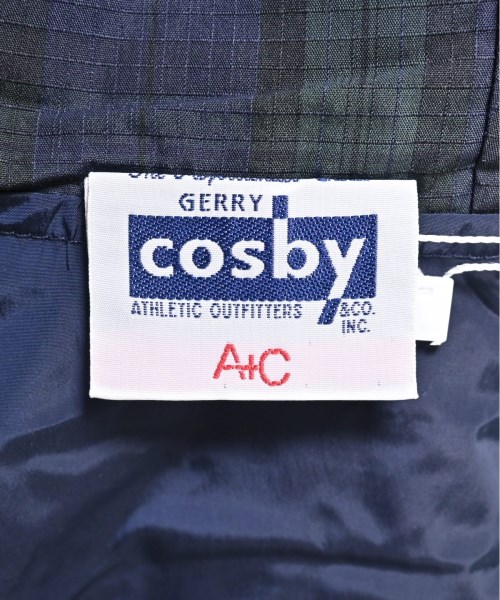 GERRY
cosby
ATHLETIC OUTFITTERS &CO.
INC.
A+C